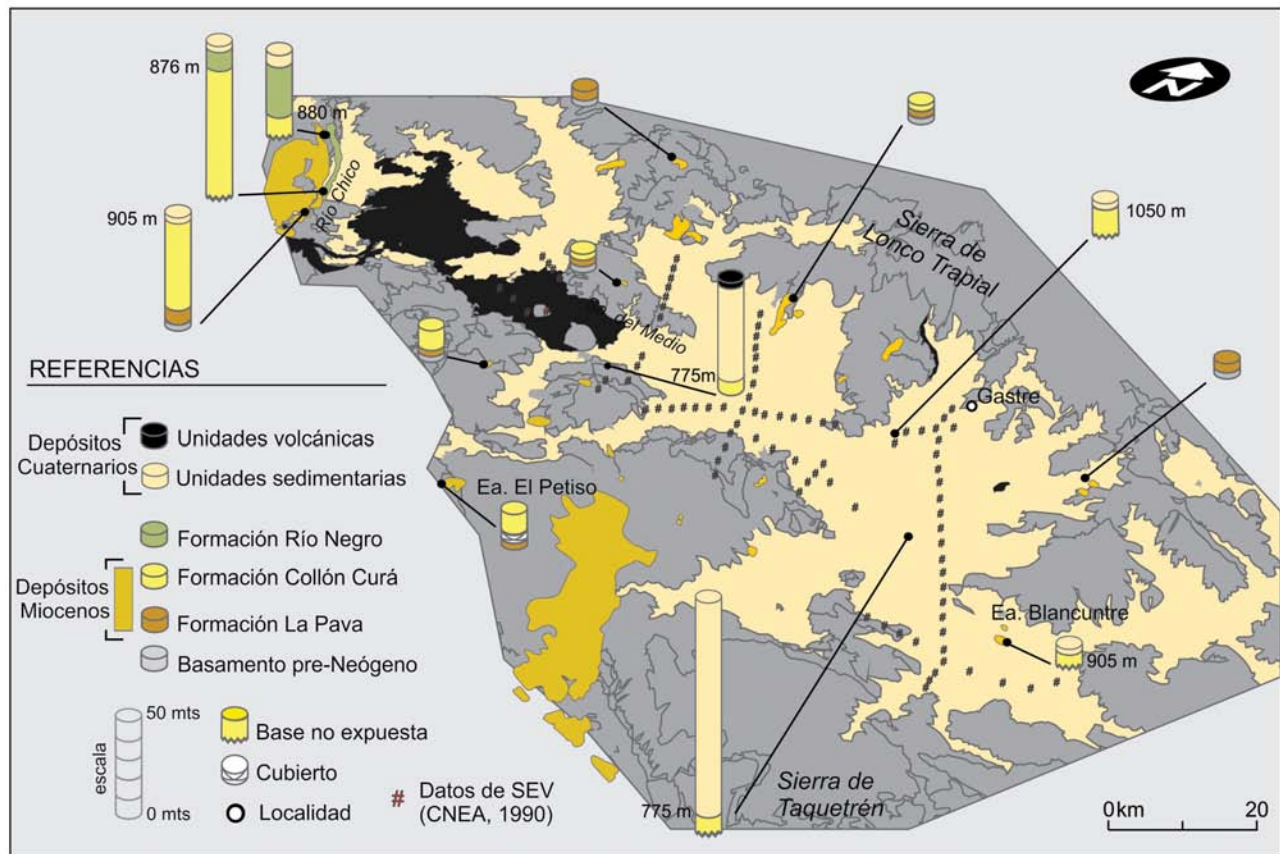 876 m
880 m
905 m
Río Chico
N
1050 m
Sierra de
Lonco Trapial
del Medio
775m
Gastre
REFERENCIAS
Depósitos
Cuaternarios
Unidades volcánicas
Unidades sedimentarias
Formación Río Negro
Depósitos
Miocenos
Formación Collón Curá
Formación La Pava
Basamento pre-Neógeno
escala
50 mts
0 mts
Base no expuesta
Cubierto
Localidad
# Datos de SEV
(CNEA, 1990)
Ea. El Petiso
Ea. Blancuntre
905 m
775 m
Sierra de
Taquetrén
0km 20